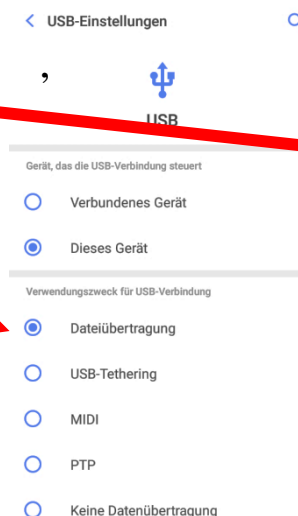 USB-Einstellungen
,
USB
Gerät, das die USB-Verbindung steuert
Verbundenes Gerät
Dieses Gerät
Verwendungszweck für USB-Verbindung
Dateiübertragung
USB-Tethering
MIDI
PTP
Keine Datenübertragung